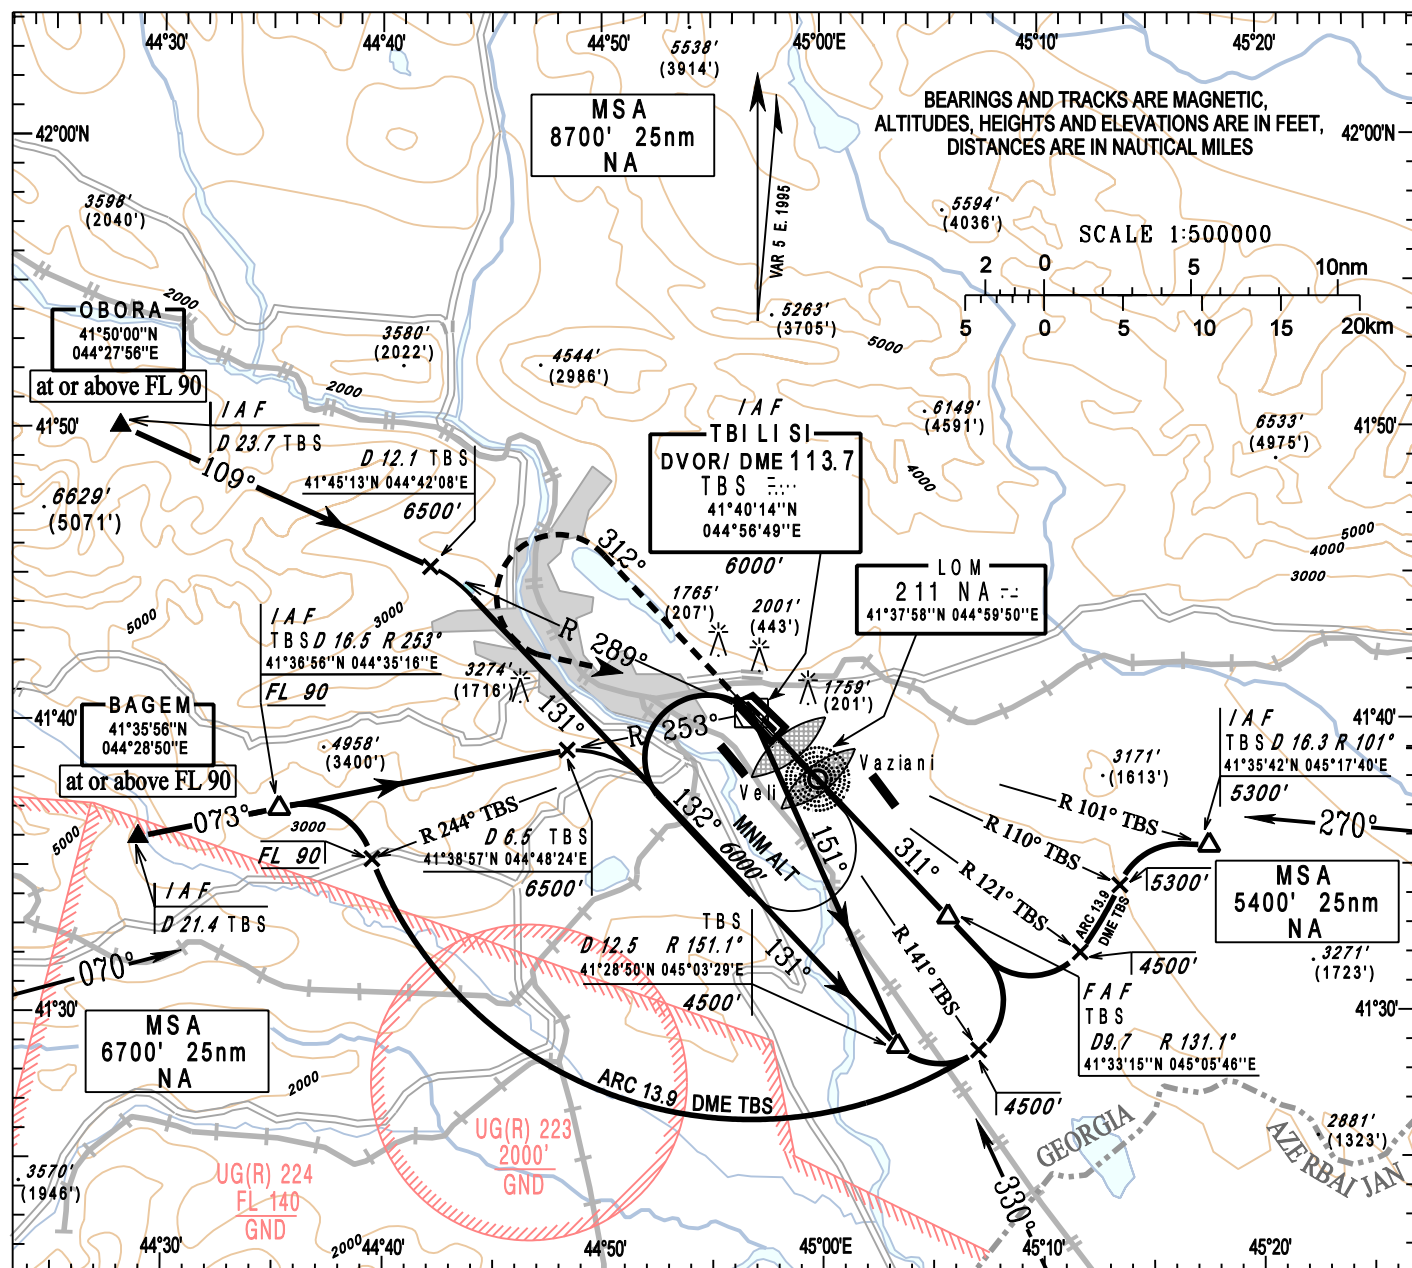 44°30'
44°40'
44°50'
45°00'E
45°10'
45°20'
5538'
(3914')
MSA
8700' 25nm
NA
BEARINGS AND TRACKS ARE MAGNETIC,
ALTITUDES, HEIGHTS AND ELEVATIONS ARE IN FEET,
DISTANCES ARE IN NAUTICAL MILES
42°00'N
42°00'N
VAR 5 E. 1995
3598'
(2040')
5594'
(4036')
SCALE 1:500000
2 0 5 10nm
5 0 5 10 15 20km
2000
3000
OBORA
41°50'00"N
044°27'56"E
at or above FL 90
3580'
(2022')
2000
4544'
(2986')
5263'
(3705')
5000
IAF
D 23.7 TBS
41°50'
41°50'
6149'
(4591')
6533'
(4975')
4000
109°
D 12.1 TBS
41°45'13'N 044°42'08'E
6500'
6629'
(5071')
IAF
TBILISI
DVOR/ DME 113.7
TBS
41°40'14"N
044°56'49"E
6000'
5000
4000
3000
312°
LOM
211 NA
41°37'58"N 044°59'50"E
1765'
(207')
2001'
(443')
5000
3000
IAF
TBS D 16.5 R 253°
41°36'56"N 044°35'16"E
FL 90
R 289°
3274'
(1716')
131°
1759'
(201')
BAGEM
41°35'56"N
044°28'50"E
at or above FL 90
41°40'
41°40'
4958'
(3400')
R 253°
Vaziani
Veli
3171'
(1613')
IAF
TBS D 16.3 R 101°
41°35'42"N 045°17'40"E
5300'
270°
5000
073°
3000
FL 90
R 244° TBS
D 6.5 TBS
41°38'57'N 044°48'24'E
6500'
132°
MNM ALT
6000'
151°
311°
R 101° TBS
R 110° TBS
R 121° TBS
R 141° TBS
5300'
ARC 13.9
DME TBS
4500'
MSA
5400' 25nm
NA
3271'
(1723')
IAF
D 21.4 TBS
070°
TBS
D 12.5 R 151.1°
41°28'50'N 045°03'29'E
4500'
131°
FAF
TBS
D9.7 R 131.1°
41°33'15"N 045°05'46"E
41°30'
41°30'
MSA
6700' 25nm
NA
2000
ARC 13.9 DME TBS
4500'
UG(R) 223
2000'
GND
UG(R) 224
FL 140
GND
3570'
(1946')
2000
330°
GEORGIA
AZERBAIJAN
2881'
(1323')
44°30'
44°40'
44°50'
45°00'E
45°10'
45°20'